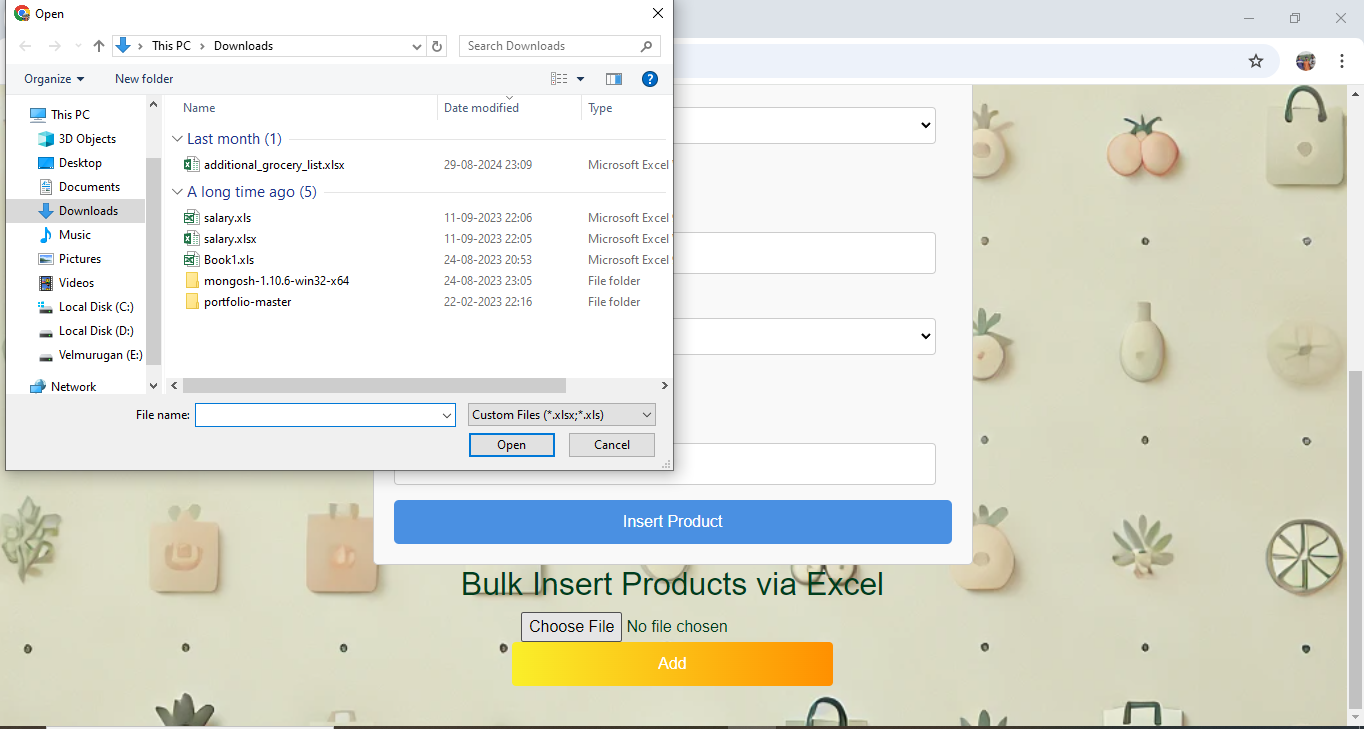 Open
This PC > Downloads
Search Downloads
Organize
New folder
Name
Date modified
Type
This PC
3D Objects
Desktop
Documents
Downloads
Music
Pictures
Videos
Local Disk (C:)
Local Disk (D:)
Velmurugan (E:)
Network
Last month (1)
additional_grocery_list.xlsx 29-08-2024 23:09 Microsoft Excel
A long time ago (5)
salary.xls 11-09-2023 22:06 Microsoft Excel
salary.xlsx 11-09-2023 22:05 Microsoft Excel
Book1.xls 24-08-2023 20:53 Microsoft Excel
mongosh-1.10.6-win32-x64 24-08-2023 23:05 File folder
portfolio-master 22-02-2023 22:16 File folder
File name:
Custom Files (*.xlsx;*.xls)
Open
Cancel
Insert Product
Bulk Insert Products via Excel
Choose File No file chosen
Add